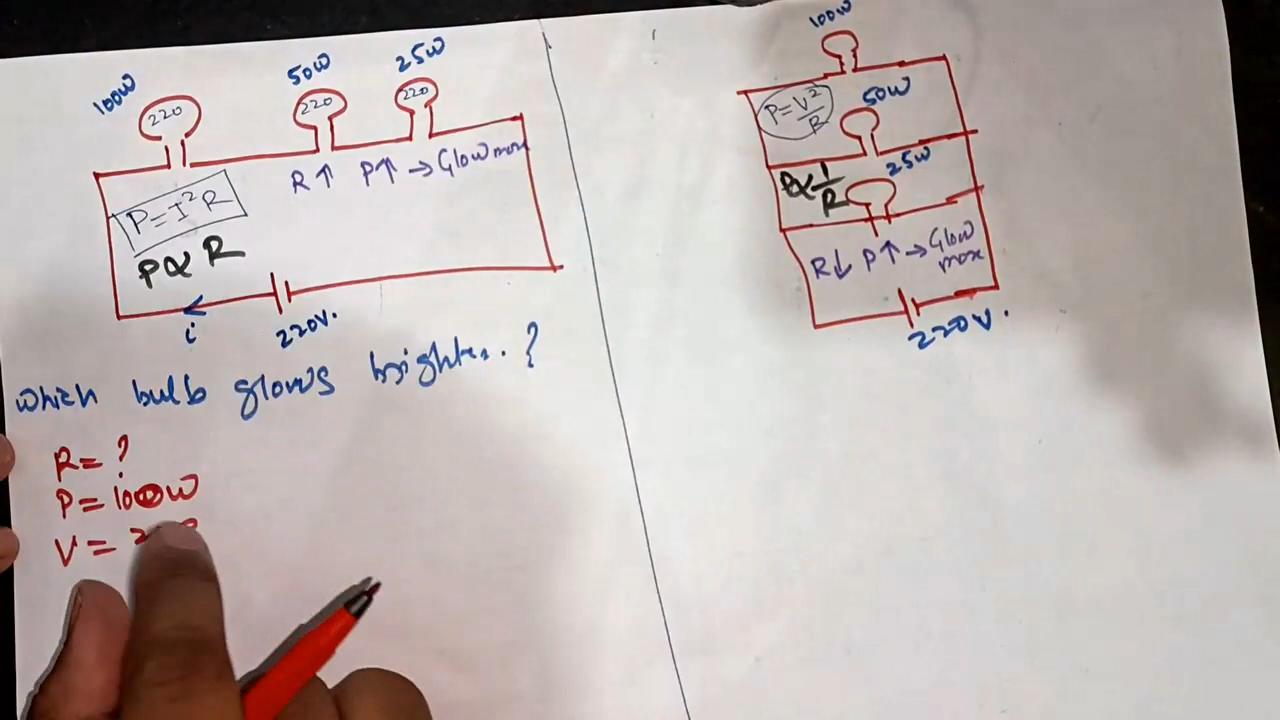 100W
50W
25W
220
220
220
R↑ P↑ → Glow max
P=I²R
P∝R
i
220V.
which bulb glows brighter.?
R= ?
P= 100W
V=
100W
50W
25W
P=V²/R
P∝1/R
R↓ P↑ → Glow
max
220V.